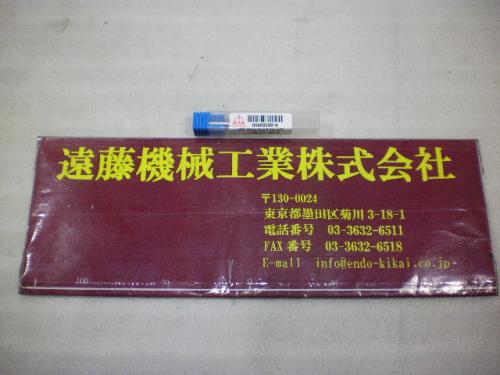 遠藤機械工業株式会社
〒130-0024
東京都墨田区菊川 3-18-1
電話番号 03-3632-6511
FAX 番号 03-3632-6518
E-mail info@endo-kikai.co.jp